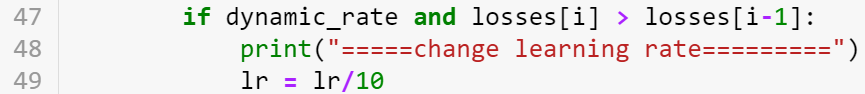 47 if dynamic_rate and losses[i] > losses[i-1]:
48 print("=====change learning rate=========")
49 lr = lr/10